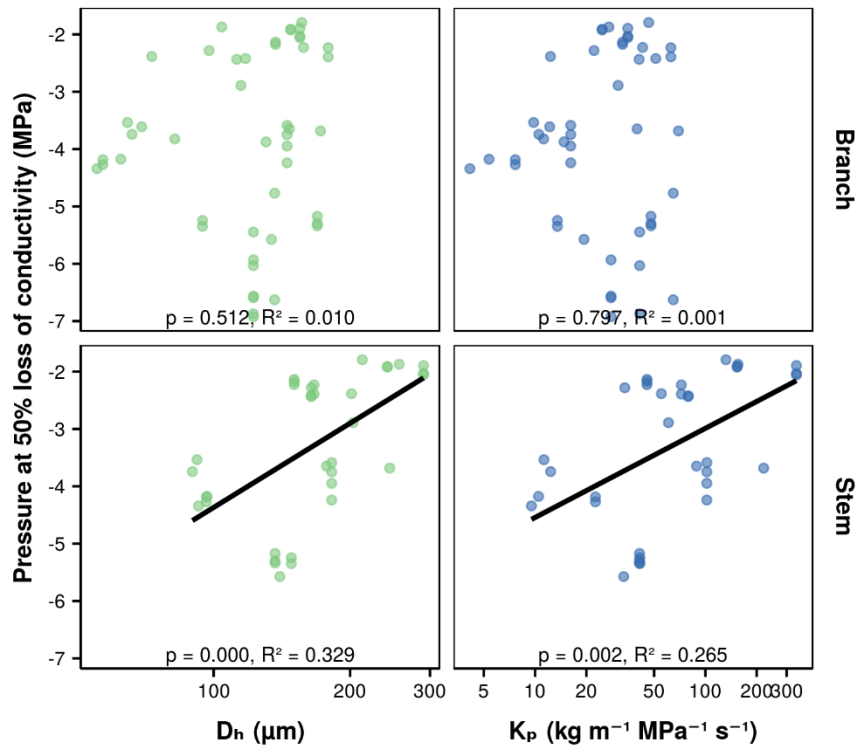 Pressure at 50% loss of conductivity (MPa)
-2
-3
-4
-5
-6
-7
p = 0.512, R² = 0.010
p = 0.797, R² = 0.001
Branch
-2
-3
-4
-5
-6
-7
p = 0.000, R² = 0.329
p = 0.002, R² = 0.265
Stem
100 200 300
5 10 20 50 100 200 300
Dₕ (µm)
Kₚ (kg m⁻¹ MPa⁻¹ s⁻¹)